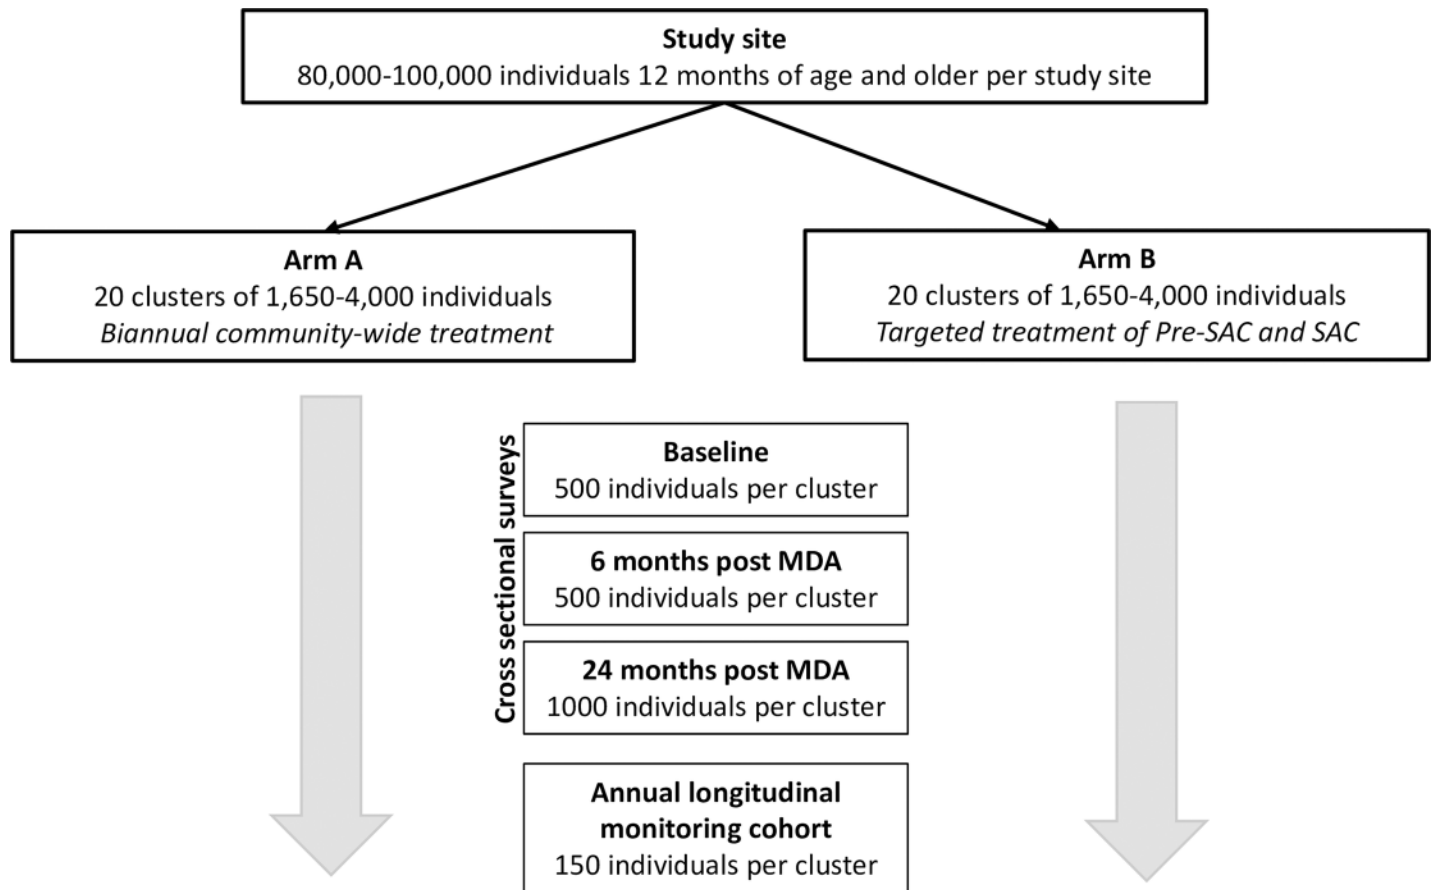 Study site
80,000-100,000 individuals 12 months of age and older per study site
Arm A
20 clusters of 1,650-4,000 individuals
Biannual community-wide treatment
Arm B
20 clusters of 1,650-4,000 individuals
Targeted treatment of Pre-SAC and SAC
Cross sectional surveys
Baseline
500 individuals per cluster
6 months post MDA
500 individuals per cluster
24 months post MDA
1000 individuals per cluster
Annual longitudinal
monitoring cohort
150 individuals per cluster